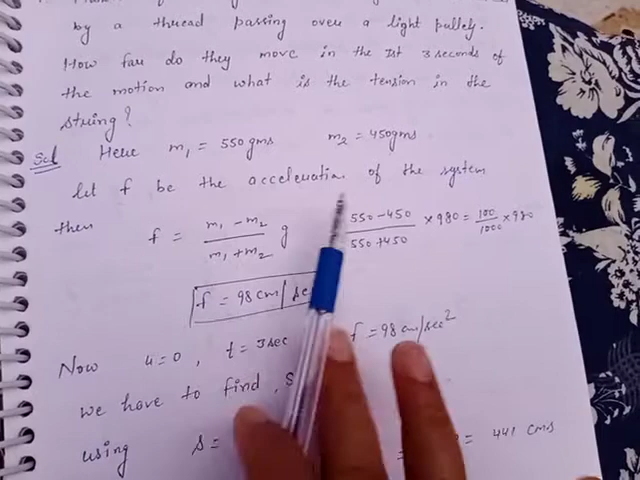 by a thread passing over a light pulley.
How far do they move in the Ist 3 seconds of
the motion and what is the tension in the
string?
Sol Here m₁ = 550 gms m₂ = 450 gms
let f be the acceleration of the system
then f = (m₁ - m₂)/(m₁ + m₂) g (550-450)/(550+450) × 980 = 100/1000 × 980
f = 98 cm/sec
Now u=0, t = 3 sec f = 98 cm/sec²
we have to find, S
using s = = 441 cms